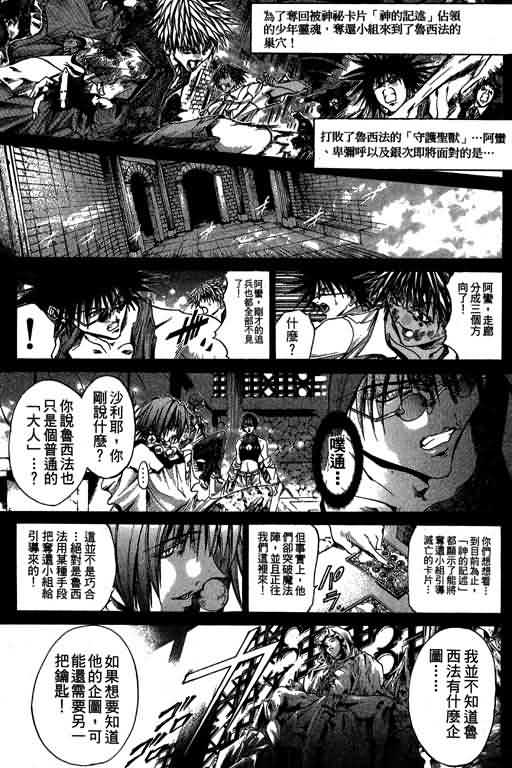 為了奪回被神祕卡片「神的記述」佔領
的少年靈魂，奪還小組來到了魯西法的
巢穴！
打敗了魯西法的「守護聖獸」…阿蠻
、卑彌呼以及銀次即將面對的是…
阿蠻，走廊
分成三個方
向了！
什麼？
阿蠻，剛才的追
兵也都全部不見
了！
！
噗通…
沙利耶，你
剛說什麼？
…
你說魯西法也
只是個普通的
「大人」…？
你們想想看…
到目前為止，
「神的記述」
都顯示了能將
奪還小組引導
滅亡的卡片…
パラ
但事實上，他
們卻突破魔法
陣，並且正往
我們這裡來！
這並不是巧合
…絕對是魯西
法用某種手段
把奪還小組給
引導來的！
我並不知道魯
西法有什麼企
圖……
如果想要知道
他的企圖，可
能還需要另一
把鑰匙！